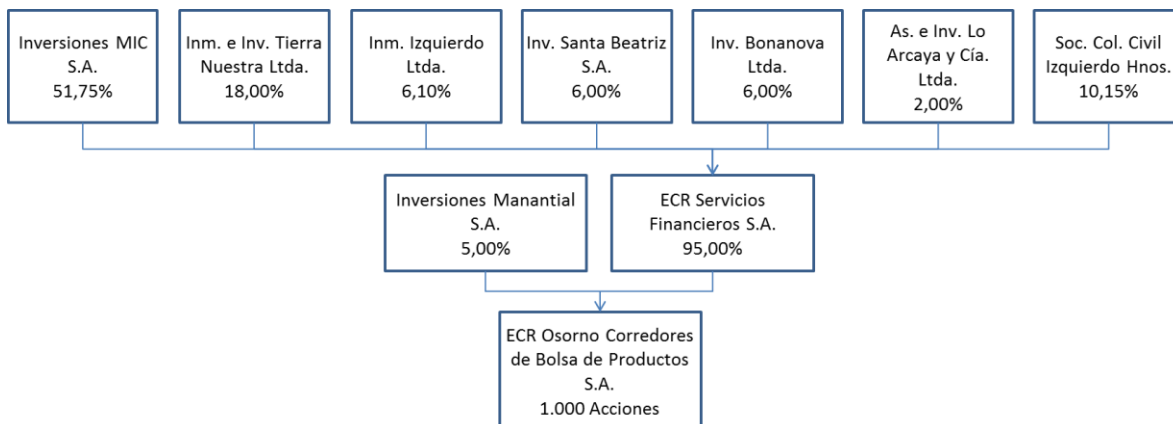 Inversiones MIC
S.A.
51,75%
Inm. e Inv. Tierra
Nuestra Ltda.
18,00%
Inm. Izquierdo
Ltda.
6,10%
Inv. Santa Beatriz
S.A.
6,00%
Inv. Bonanova
Ltda.
6,00%
As. e Inv. Lo
Arcaya y Cía.
Ltda.
2,00%
Soc. Col. Civil
Izquierdo Hnos.
10,15%
Inversiones Manantial
S.A.
5,00%
ECR Servicios
Financieros S.A.
95,00%
ECR Osorno Corredores
de Bolsa de Productos
S.A.
1.000 Acciones